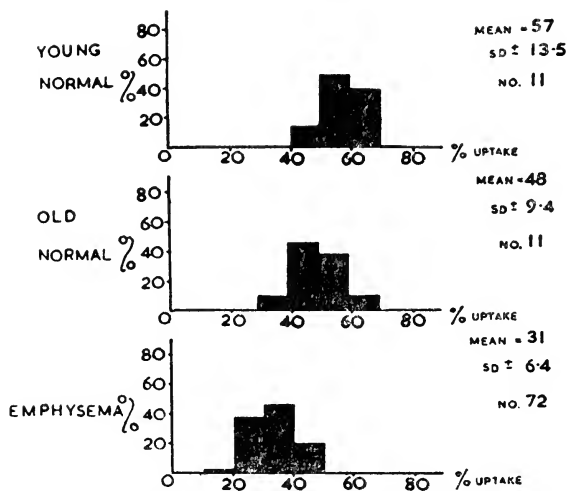 YOUNG
NORMAL %
80
60
40
20
0 20 40 60 80 % UPTAKE
MEAN = 57
SD ± 13·5
NO. 11
OLD
NORMAL %
80
60
40
20
0 20 40 60 80 % UPTAKE
MEAN = 48
SD ± 9·4
NO. 11
EMPHYSEMA %
80
60
40
20
0 20 40 60 80 % UPTAKE
MEAN = 31
SD ± 6·4
NO. 72